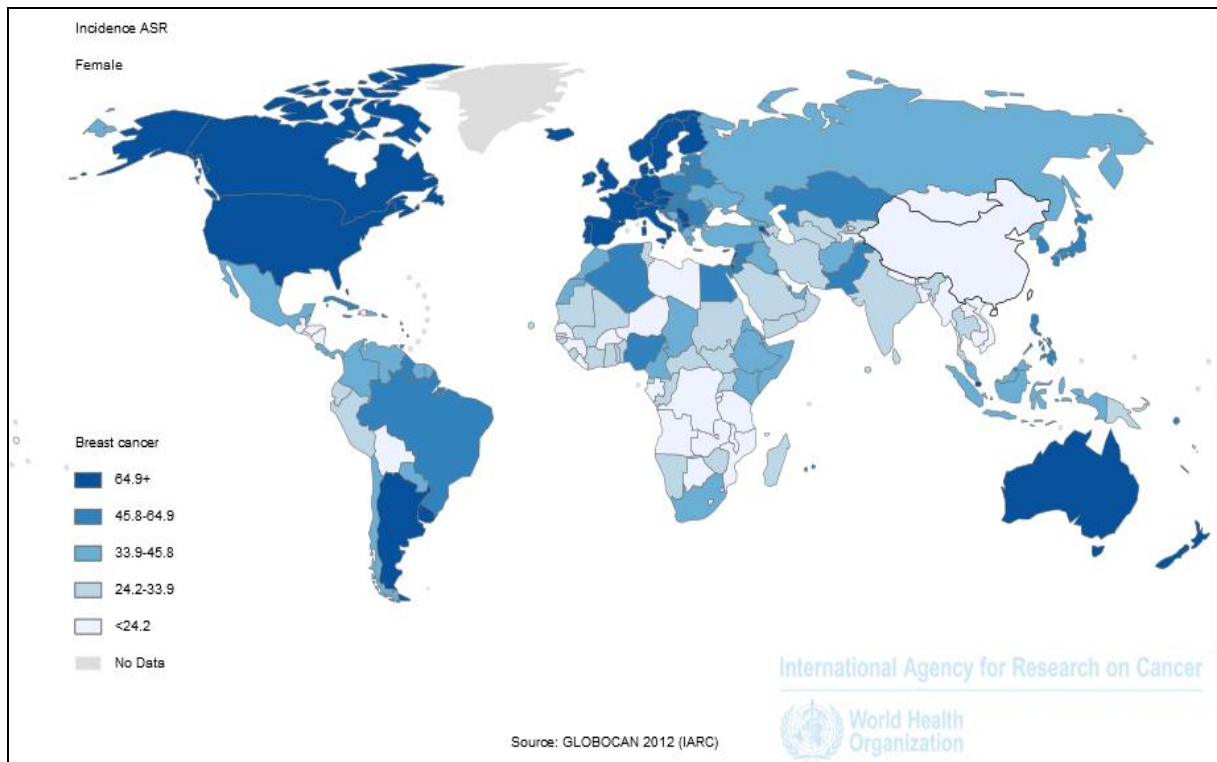 Incidence ASR
Female
Breast cancer
64.9+
45.8-64.9
33.9-45.8
24.2-33.9
<24.2
No Data
International Agency for Research on Cancer
World Health
Organization
Source: GLOBOCAN 2012 (IARC)